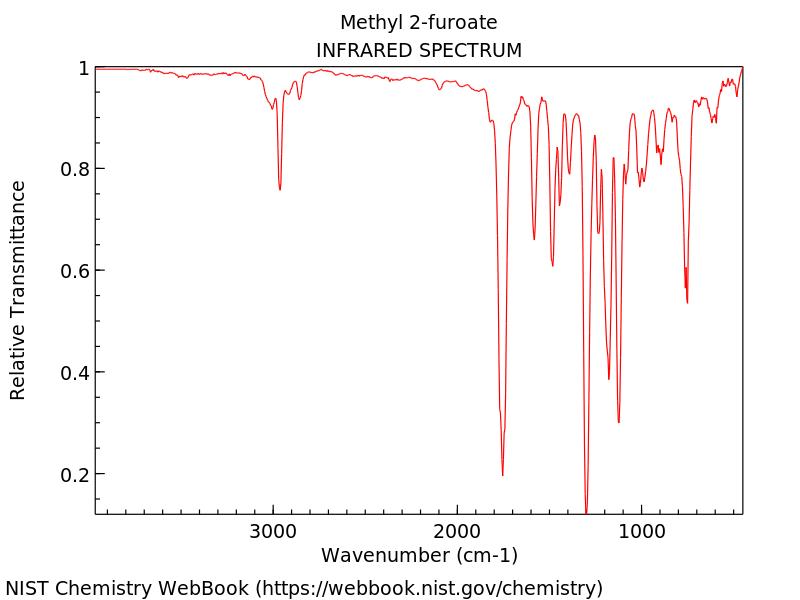 Methyl 2-furoate
INFRARED SPECTRUM
1
0.8
0.6
0.4
0.2
Relative Transmittance
3000 2000 1000
Wavenumber (cm-1)
NIST Chemistry WebBook (https://webbook.nist.gov/chemistry)